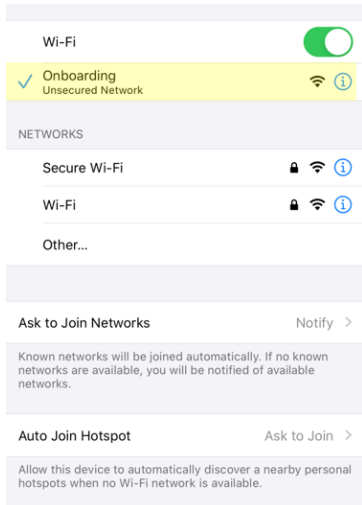 Wi-Fi
Onboarding
Unsecured Network
NETWORKS
Secure Wi-Fi
Wi-Fi
Other...
Ask to Join Networks Notify
Known networks will be joined automatically. If no known
networks are available, you will be notified of available
networks.
Auto Join Hotspot Ask to Join
Allow this device to automatically discover a nearby personal
hotspots when no Wi-Fi network is available.